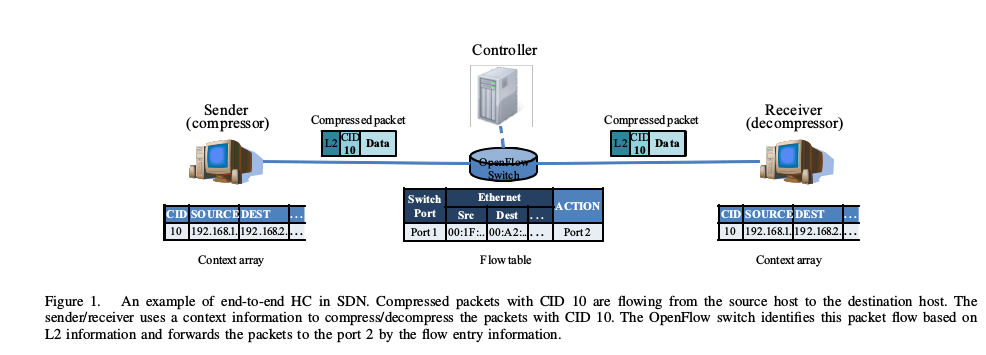 Controller
Sender
(compressor)
Receiver
(decompressor)
Compressed packet
Compressed packet
L2 CID 10 Data
L2 CID 10 Data
OpenFlow
Switch
CID SOURCE DEST ...
10 192.168.1. 192.168.2. ...
Context array
Switch Port Ethernet ACTION
Src Dest ...
Port 1 00:1F:.. 00:A2:.. ... Port 2
Flow table
CID SOURCE DEST ...
10 192.168.1. 192.168.2. ...
Context array
Figure 1. An example of end-to-end HC in SDN. Compressed packets with CID 10 are flowing from the source host to the destination host. The
sender/receiver uses a context information to compress/decompress the packets with CID 10. The OpenFlow switch identifies this packet flow based on
L2 information and forwards the packets to the port 2 by the flow entry information.